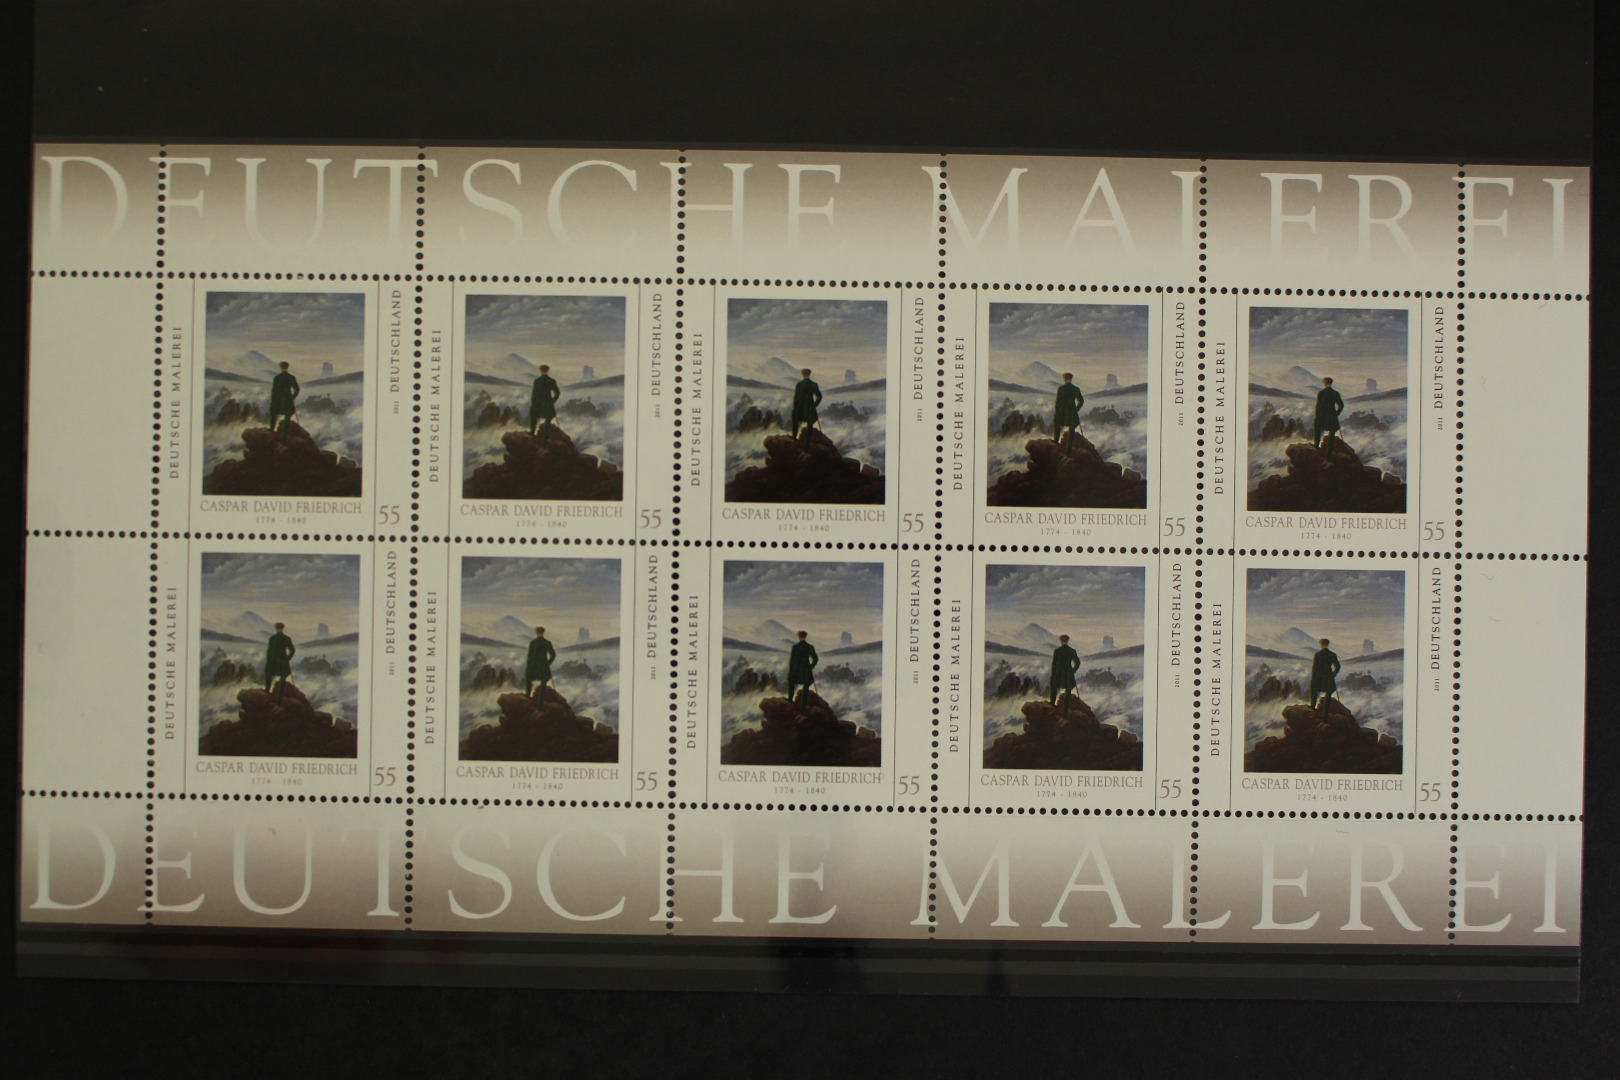 DEUTSCHE MALEREI
DEUTSCHE MALEREI
2011 DEUTSCHLAND
CASPAR DAVID FRIEDRICH
1774 - 1840
55
DEUTSCHE MALEREI
2011 DEUTSCHLAND
CASPAR DAVID FRIEDRICH
1774 - 1840
55
DEUTSCHE MALEREI
2011 DEUTSCHLAND
CASPAR DAVID FRIEDRICH
1774 - 1840
55
DEUTSCHE MALEREI
2011 DEUTSCHLAND
CASPAR DAVID FRIEDRICH
1774 - 1840
55
DEUTSCHE MALEREI
2011 DEUTSCHLAND
CASPAR DAVID FRIEDRICH
1774 - 1840
55
DEUTSCHE MALEREI
2011 DEUTSCHLAND
CASPAR DAVID FRIEDRICH
1774 - 1840
55
DEUTSCHE MALEREI
2011 DEUTSCHLAND
CASPAR DAVID FRIEDRICH
1774 - 1840
55
DEUTSCHE MALEREI
2011 DEUTSCHLAND
CASPAR DAVID FRIEDRICH
1774 - 1840
55
DEUTSCHE MALEREI
2011 DEUTSCHLAND
CASPAR DAVID FRIEDRICH
1774 - 1840
55
DEUTSCHE MALEREI
2011 DEUTSCHLAND
CASPAR DAVID FRIEDRICH
1774 - 1840
55
DEUTSCHE MALEREI